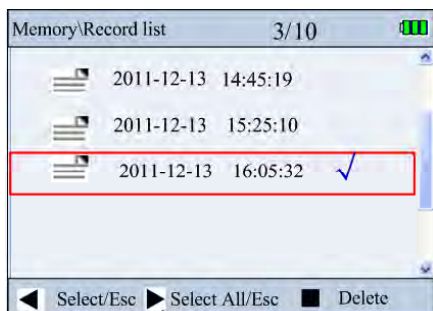 Memory\Record list 3/10
2011-12-13 14:45:19
2011-12-13 15:25:10
2011-12-13 16:05:32 √
◀ Select/Esc ▶ Select All/Esc ■ Delete